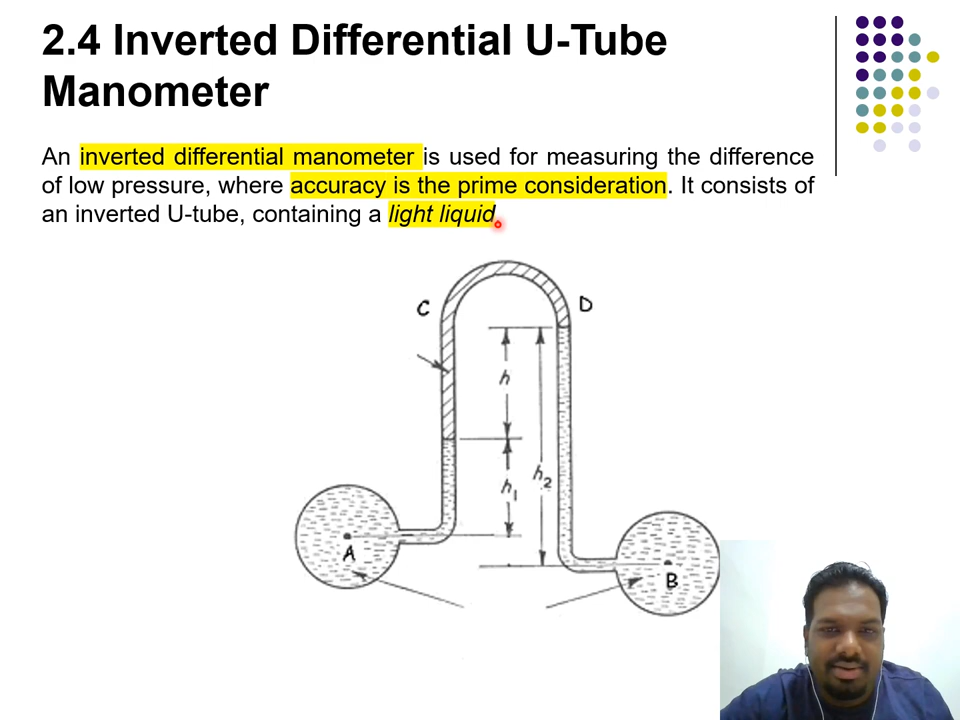 2.4 Inverted Differential U-Tube
Manometer
An inverted differential manometer is used for measuring the difference
of low pressure, where accuracy is the prime consideration. It consists of
an inverted U-tube, containing a light liquid.
C
D
h
h₂
h₁
A
B